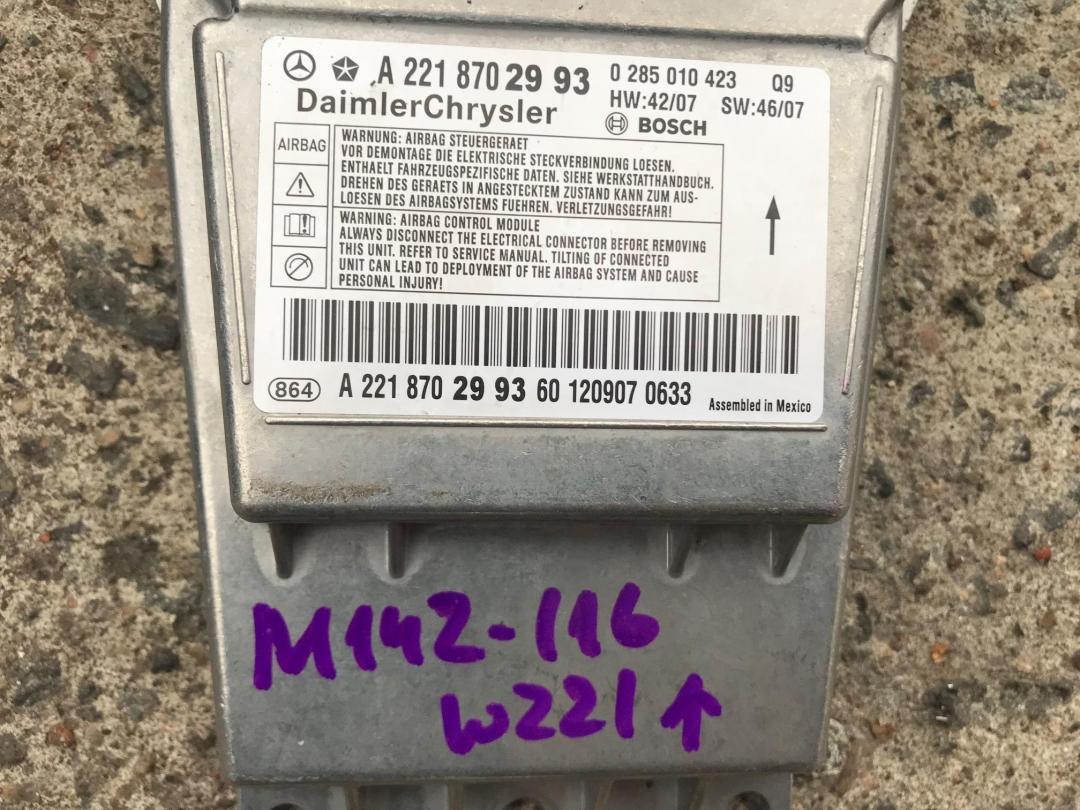 A 221 870 29 93
DaimlerChrysler
0 285 010 423 Q9
HW:42/07 SW:46/07
BOSCH
AIRBAG
WARNUNG: AIRBAG STEUERGERAET
VOR DEMONTAGE DIE ELEKTRISCHE STECKVERBINDUNG LOESEN.
ENTHAELT FAHRZEUGSPEZIFISCHE DATEN. SIEHE WERKSTATTHANDBUCH.
DREHEN DES GERAETS IN ANGESTECKTEM ZUSTAND KANN ZUM AUS-
LOESEN DES AIRBAGSYSTEMS FUEHREN. VERLETZUNGSGEFAHR!
WARNING: AIRBAG CONTROL MODULE
ALWAYS DISCONNECT THE ELECTRICAL CONNECTOR BEFORE REMOVING
THIS UNIT. REFER TO SERVICE MANUAL. TILTING OF CONNECTED
UNIT CAN LEAD TO DEPLOYMENT OF THE AIRBAG SYSTEM AND CAUSE
PERSONAL INJURY!
864 A 221 870 29 93 60 120907 0633
Assembled in Mexico
M142-116
W221↑